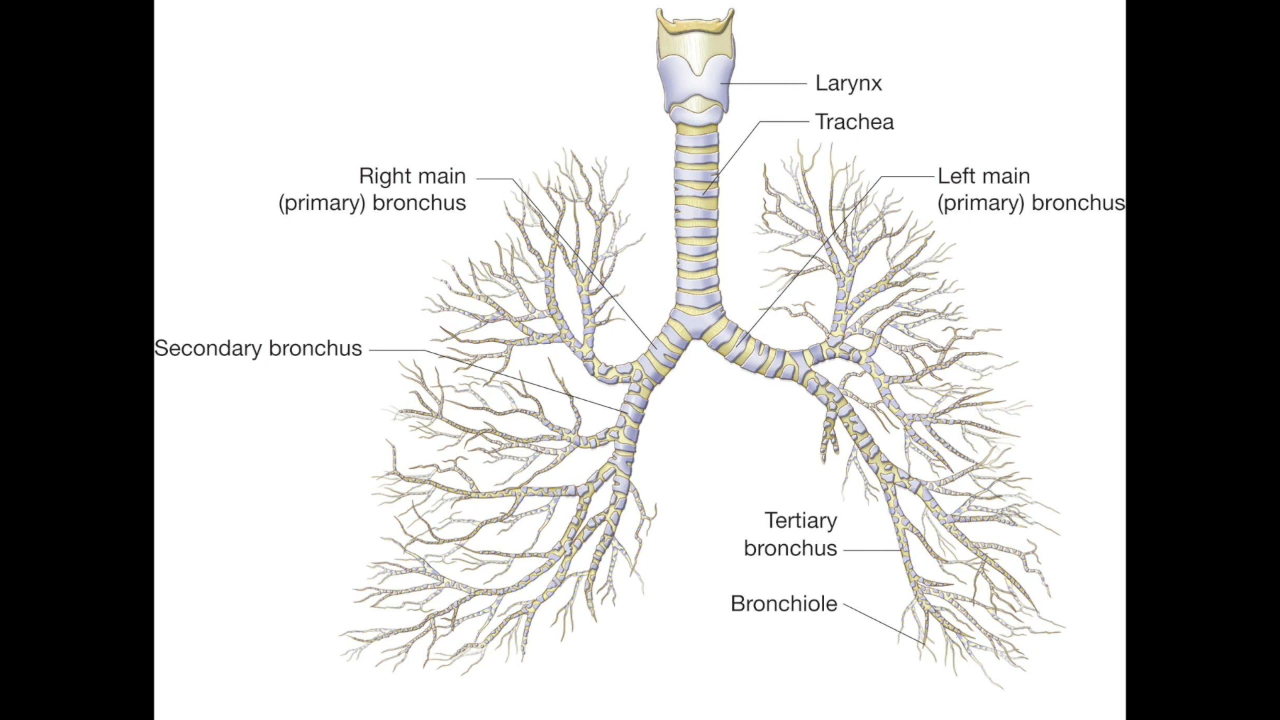 Larynx
Trachea
Right main
(primary) bronchus
Left main
(primary) bronchus
Secondary bronchus
Tertiary
bronchus
Bronchiole